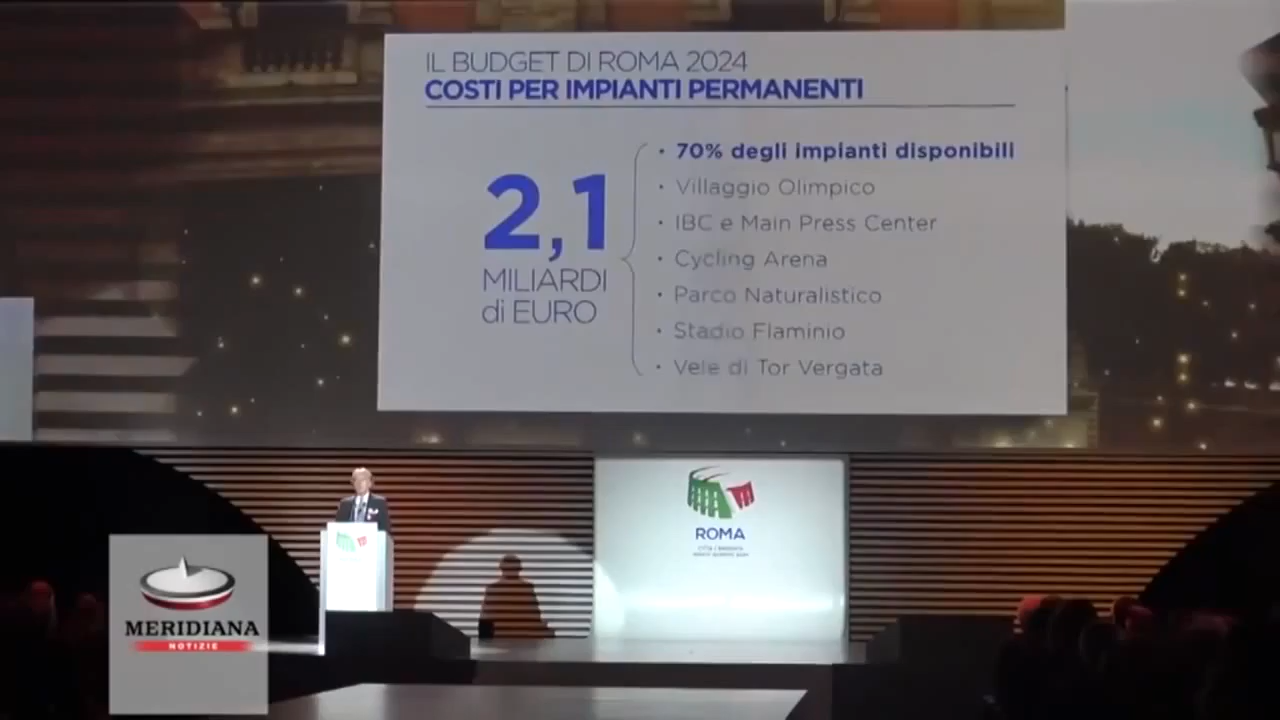 IL BUDGET DI ROMA 2024
COSTI PER IMPIANTI PERMANENTI
2,1
MILIARDI
di EURO
• 70% degli impianti disponibili
• Villaggio Olimpico
• IBC e Main Press Center
• Cycling Arena
• Parco Naturalistico
• Stadio Flaminio
• Vele di Tor Vergata
ROMA
MERIDIANA
NOTIZIE